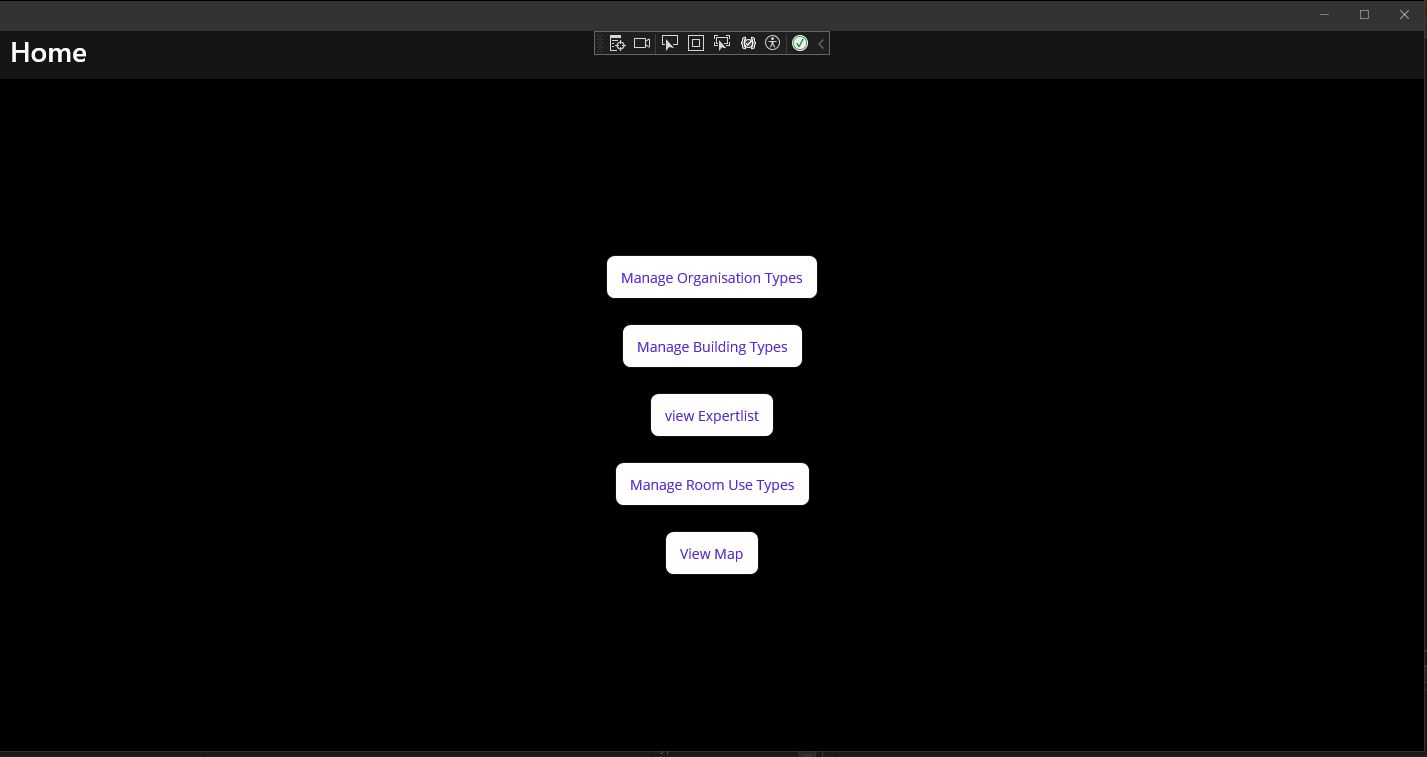 Home
Manage Organisation Types
Manage Building Types
view Expertlist
Manage Room Use Types
View Map